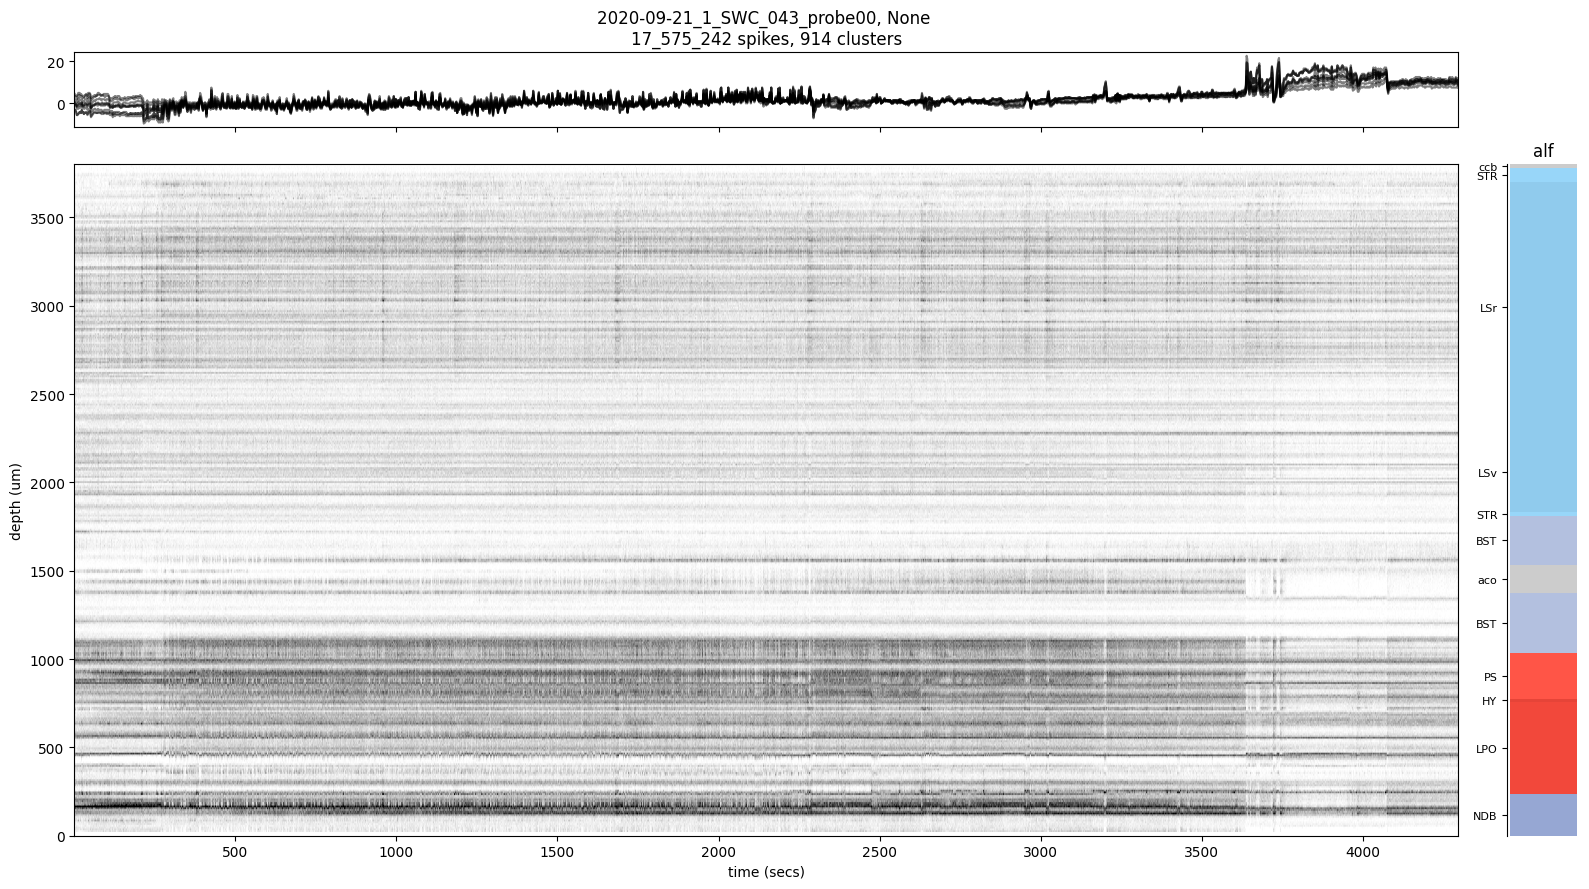 2020-09-21_1_SWC_043_probe00, None
17_575_242 spikes, 914 clusters
20
0
alf
ccb
STR
3500
3000
LSr
2500
2000
LSv
STR
BST
1500
aco
BST
1000
PS
HY
500
LPO
NDB
0
depth (um)
500 1000 1500 2000 2500 3000 3500 4000
time (secs)